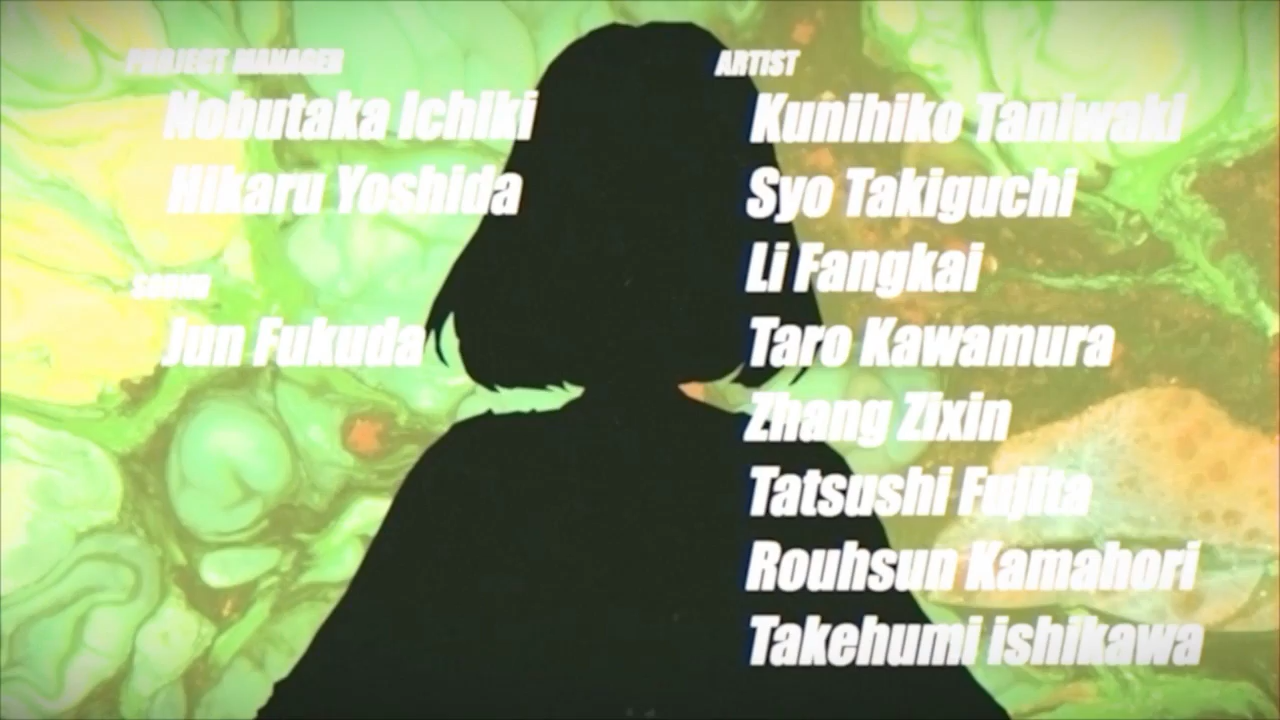 PROJECT MANAGER
Nobutaka Ichiki
Hikaru Yoshida
SOUND
Jun Fukuda
ARTIST
Kunihiko Taniwaki
Syo Takiguchi
Li Fangkai
Taro Kawamura
Zhang Zixin
Tatsushi Fujita
Rouhsun Kamahori
Takehumi ishikawa